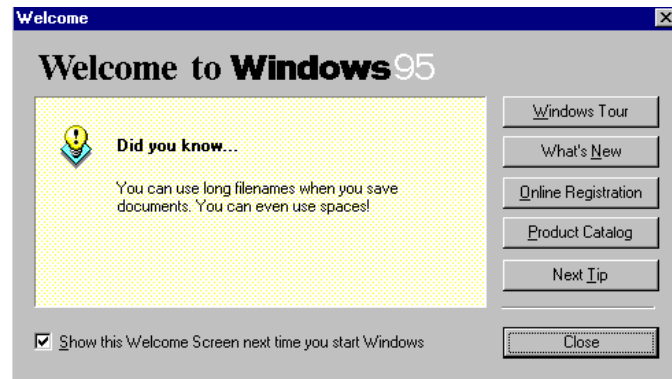 Welcome
Welcome to Windows95
Did you know...
You can use long filenames when you save
documents. You can even use spaces!
Windows Tour
What's New
Online Registration
Product Catalog
Next Tip
Show this Welcome Screen next time you start Windows
Close